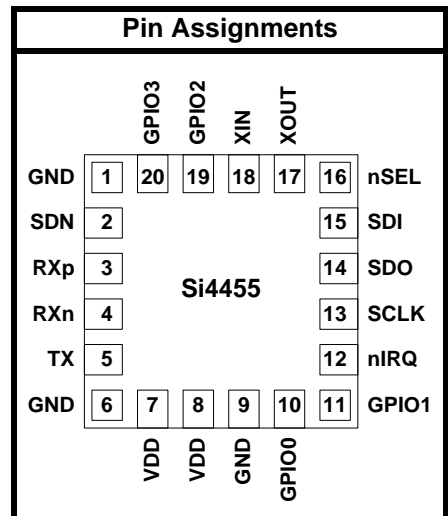 Pin Assignments
GPIO3 GPIO2 XIN XOUT
GND 1 20 19 18 17 16 nSEL
SDN 2 15 SDI
RXp 3 14 SDO
Si4455
RXn 4 13 SCLK
TX 5 12 nIRQ
GND 6 7 8 9 10 11 GPIO1
VDD VDD GND GPIO0